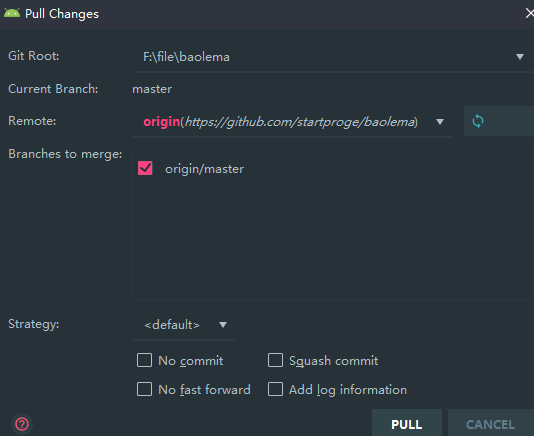 Pull Changes
Git Root: F:\file\baolema
Current Branch: master
Remote: origin(https://github.com/startproge/baolema)
Branches to merge: origin/master
Strategy: <default>
No commit Squash commit
No fast forward Add log information
PULL CANCEL